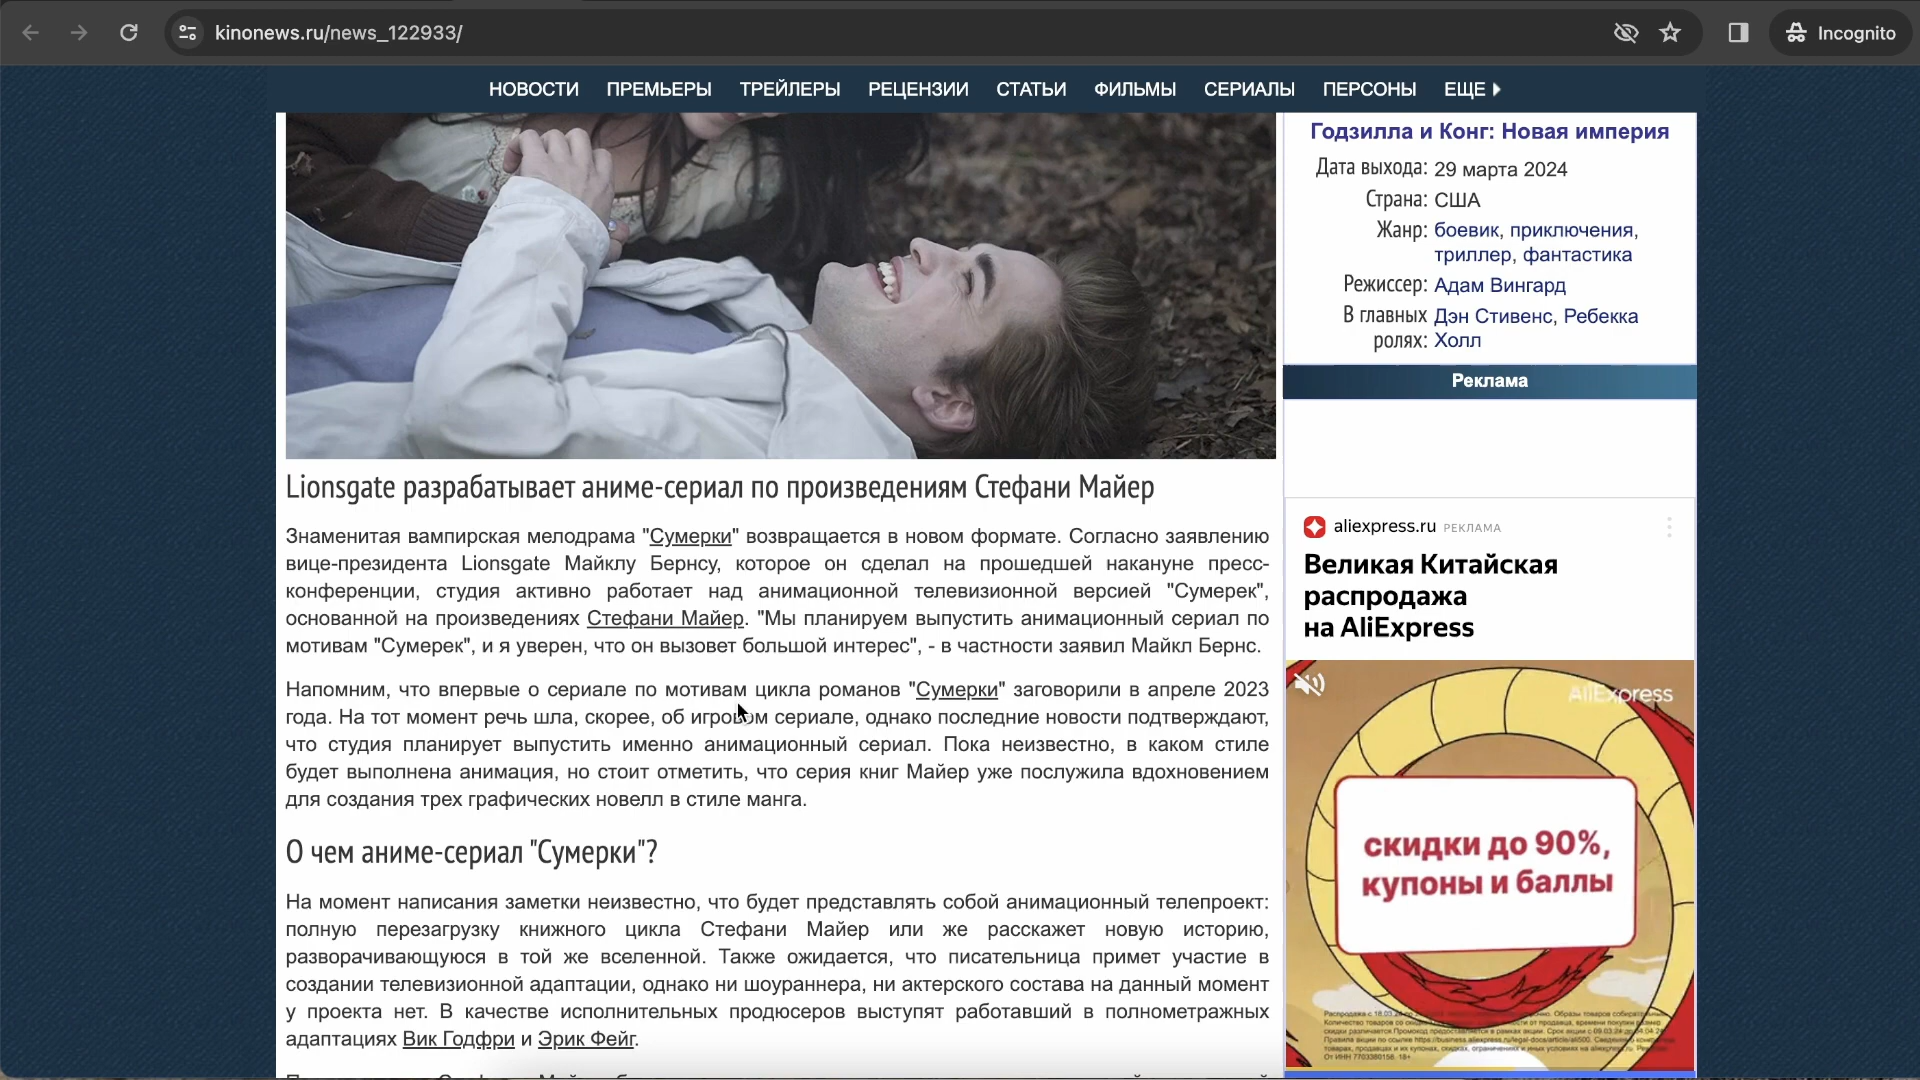 kinonews.ru/news_122933/
Incognito
НОВОСТИ ПРЕМЬЕРЫ ТРЕЙЛЕРЫ РЕЦЕНЗИИ СТАТЬИ ФИЛЬМЫ СЕРИАЛЫ ПЕРСОНЫ ЕЩЕ
Lionsgate разрабатывает аниме-сериал по произведениям Стефани Майер
Знаменитая вампирская мелодрама "Сумерки" возвращается в новом формате. Согласно заявлению
вице-президента Lionsgate Майклу Бернсу, которое он сделал на прошедшей накануне пресс-
конференции, студия активно работает над анимационной телевизионной версией "Сумерек",
основанной на произведениях Стефани Майер. "Мы планируем выпустить анимационный сериал по
мотивам "Сумерек", и я уверен, что он вызовет большой интерес", - в частности заявил Майкл Бернс.
Напомним, что впервые о сериале по мотивам цикла романов "Сумерки" заговорили в апреле 2023
года. На тот момент речь шла, скорее, об игровом сериале, однако последние новости подтверждают,
что студия планирует выпустить именно анимационный сериал. Пока неизвестно, в каком стиле
будет выполнена анимация, но стоит отметить, что серия книг Майер уже послужила вдохновением
для создания трех графических новелл в стиле манга.
О чем аниме-сериал "Сумерки"?
На момент написания заметки неизвестно, что будет представлять собой анимационный телепроект:
полную перезагрузку книжного цикла Стефани Майер или же расскажет новую историю,
разворачивающуюся в той же вселенной. Также ожидается, что писательница примет участие в
создании телевизионной адаптации, однако ни шоураннера, ни актерского состава на данный момент
у проекта нет. В качестве исполнительных продюсеров выступят работавший в полнометражных
адаптациях Вик Годфри и Эрик Фейг.
Годзилла и Конг: Новая империя
Дата выхода: 29 марта 2024
Страна: США
Жанр: боевик, приключения,
триллер, фантастика
Режиссер: Адам Вингард
В главных Дэн Стивенс, Ребекка
ролях: Холл
Реклама
aliexpress.ru РЕКЛАМА
Великая Китайская
распродажа
на AliExpress
AliExpress
скидки до 90%,
купоны и баллы